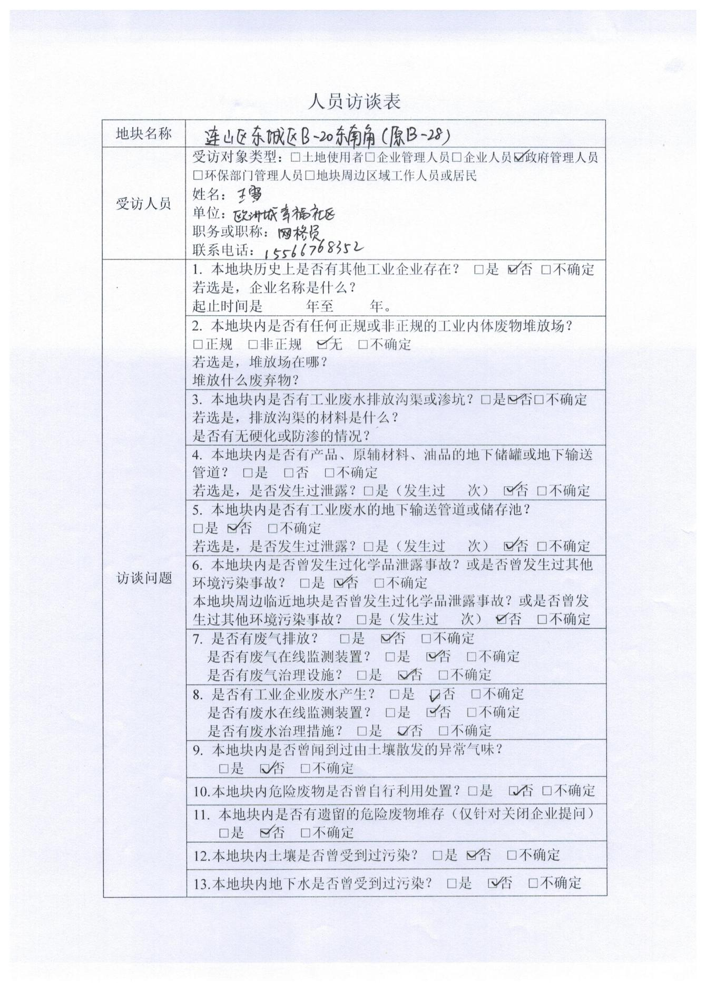 人员访谈表
地块名称
连山区东城区B-20东南角(原B-28)
受访人员
受访对象类型：□土地使用者□企业管理人员□企业人员☑政府管理人员
□环保部门管理人员□地块周边区域工作人员或居民
姓名：王雪
单位：欧洲城幸福社区
职务或职称：网格员
联系电话：15566768352
访谈问题
1. 本地块历史上是否有其他工业企业存在？ □是 ☑否 □不确定
若选是，企业名称是什么？
起止时间是 年至 年。
2. 本地块内是否有任何正规或非正规的工业内体废物堆放场？
□正规 □非正规 ☑无 □不确定
若选是，堆放场在哪？
堆放什么废弃物？
3. 本地块内是否有工业废水排放沟渠或渗坑？□是☑否□不确定
若选是，排放沟渠的材料是什么？
是否有无硬化或防渗的情况？
4. 本地块内是否有产品、原辅材料、油品的地下储罐或地下输送
管道？ □是 □否 □不确定
若选是，是否发生过泄露？□是（发生过 次） ☑否 □不确定
5. 本地块内是否有工业废水的地下输送管道或储存池？
□是 ☑否 □不确定
若选是，是否发生过泄露？□是（发生过 次） ☑否 □不确定
6. 本地块内是否曾发生过化学品泄露事故？或是否曾发生过其他
环境污染事故？ □是 ☑否 □不确定
本地块周边临近地块是否曾发生过化学品泄露事故？或是否曾发
生过其他环境污染事故？ □是（发生过 次） ☑否 □不确定
7. 是否有废气排放？ □是 ☑否 □不确定
是否有废气在线监测装置？ □是 ☑否 □不确定
是否有废气治理设施？ □是 ☑否 □不确定
8. 是否有工业企业废水产生？ □是 ☑否 □不确定
是否有废水在线监测装置？ □是 ☑否 □不确定
是否有废水治理措施？ □是 ☑否 □不确定
9. 本地块内是否曾闻到过由土壤散发的异常气味？
□是 ☑否 □不确定
10.本地块内危险废物是否曾自行利用处置？□是 ☑否 □不确定
11. 本地块内是否有遗留的危险废物堆存（仅针对关闭企业提问）
□是 ☑否 □不确定
12.本地块内土壤是否曾受到过污染？ □是 ☑否 □不确定
13.本地块内地下水是否曾受到过污染？ □是 ☑否 □不确定